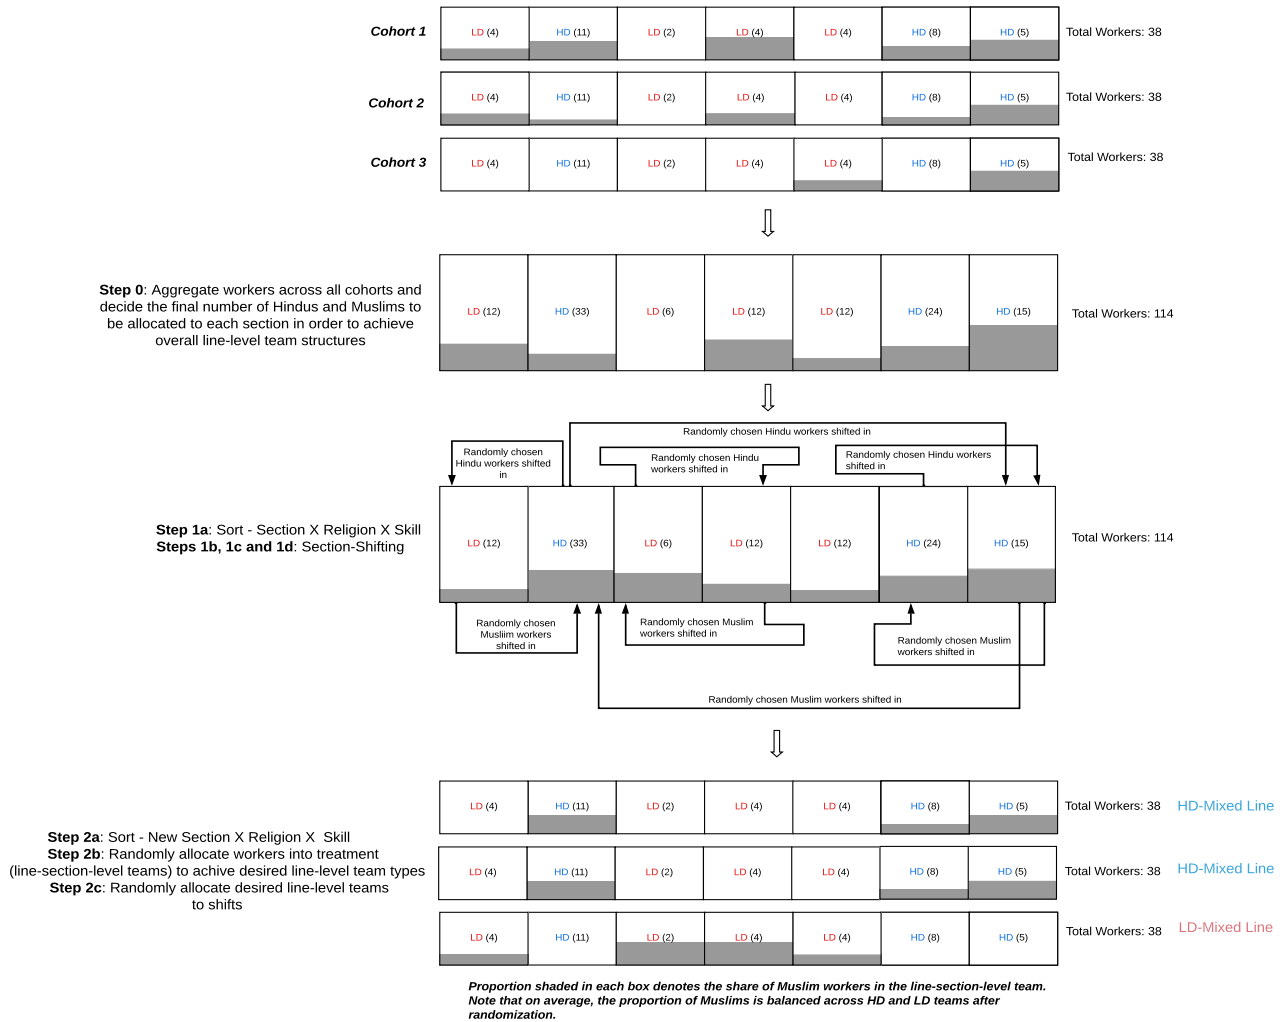 Cohort 1
LD (4)
HD (11)
LD (2)
LD (4)
LD (4)
HD (8)
HD (5)
Total Workers: 38
Cohort 2
LD (4)
HD (11)
LD (2)
LD (4)
LD (4)
HD (8)
HD (5)
Total Workers: 38
Cohort 3
LD (4)
HD (11)
LD (2)
LD (4)
LD (4)
HD (8)
HD (5)
Total Workers: 38
Step 0: Aggregate workers across all cohorts and
decide the final number of Hindus and Muslims to
be allocated to each section in order to achieve
overall line-level team structures
LD (12)
HD (33)
LD (6)
LD (12)
LD (12)
HD (24)
HD (15)
Total Workers: 114
Randomly chosen Hindu workers shifted in
Randomly chosen
Hindu workers shifted
in
Randomly chosen Hindu
workers shifted in
Randomly chosen Hindu workers
shifted in
Step 1a: Sort - Section X Religion X Skill
Steps 1b, 1c and 1d: Section-Shifting
LD (12)
HD (33)
LD (6)
LD (12)
LD (12)
HD (24)
HD (15)
Total Workers: 114
Randomly chosen
Musliim workers
shifted in
Randomly chosen Muslim
workers shifted in
Randomly chosen Muslim
workers shifted in
Randomly chosen Muslim workers shifted in
Step 2a: Sort - New Section X Religion X  Skill
Step 2b: Randomly allocate workers into treatment
(line-section-level teams) to achive desired line-level team types
Step 2c: Randomly allocate desired line-level teams
to shifts
LD (4)
HD (11)
LD (2)
LD (4)
LD (4)
HD (8)
HD (5)
Total Workers: 38
HD-Mixed Line
LD (4)
HD (11)
LD (2)
LD (4)
LD (4)
HD (8)
HD (5)
Total Workers: 38
HD-Mixed Line
LD (4)
HD (11)
LD (2)
LD (4)
LD (4)
HD (8)
HD (5)
Total Workers: 38
LD-Mixed Line
Proportion shaded in each box denotes the share of Muslim workers in the line-section-level team.
Note that on average, the proportion of Muslims is balanced across HD and LD teams after
randomization.